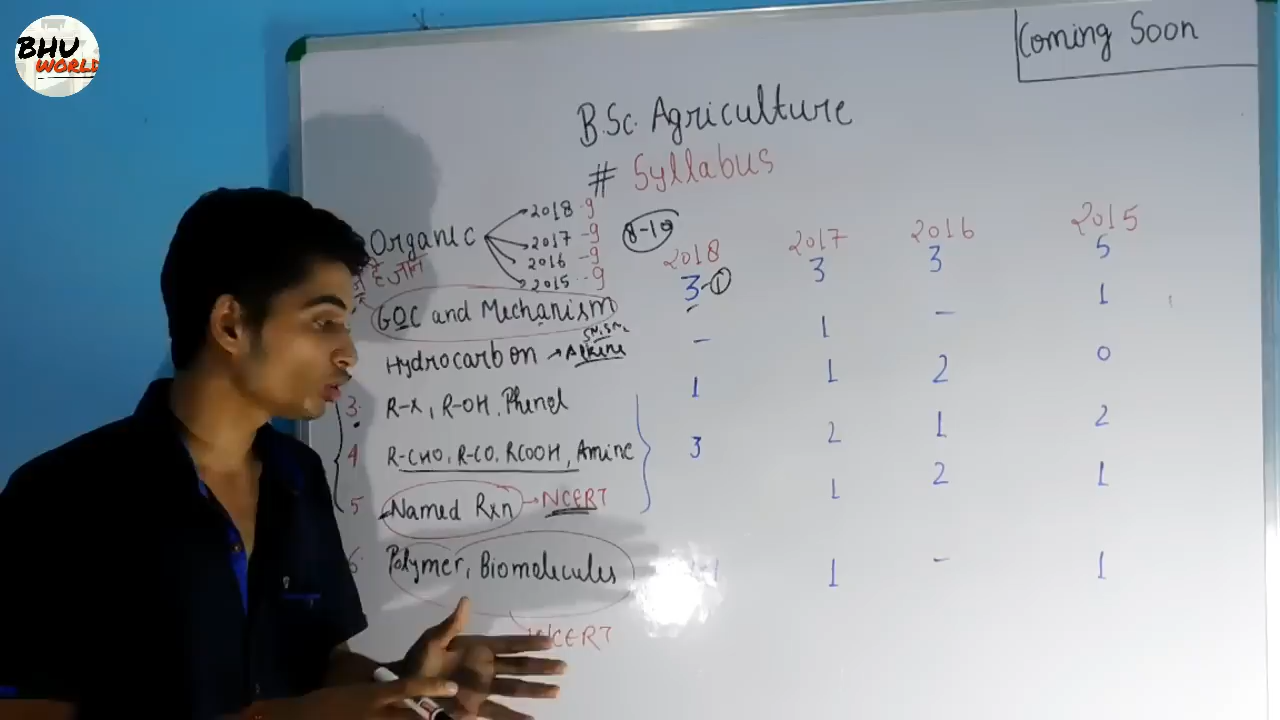 BHU
WORLD
Coming Soon
B.Sc. Agriculture
# Syllabus
Organic
2018 - 9
2017 - 9
2016 - 9
2015 - 9
8-10
2018 2017 2016 2015
3-① 3 3 5
GOC and Mechanism
- 1 - 1
Hydrocarbon →
1 1 2 0
3. R-X, R-OH, Phenol
3 2 1 2
4 R-CHO, R-CO, RCOOH, Amine
1 2 1
5 Named Rxn → NCERT
6. Polymer, Biomolecules
1 - 1
NCERT